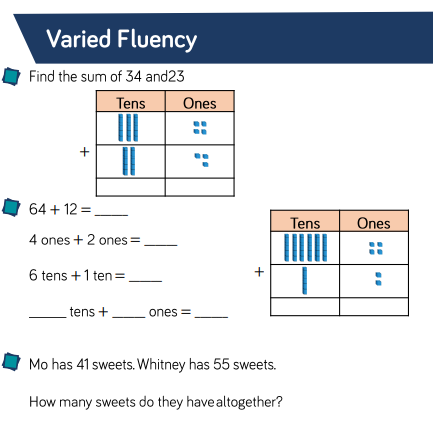 Varied Fluency
Find the sum of 34 and23
Tens Ones
+
64 + 12 = _____
4 ones + 2 ones = _____
6 tens + 1 ten = _____
_____ tens + _____ ones = _____
Tens Ones
+
Mo has 41 sweets. Whitney has 55 sweets.
How many sweets do they have altogether?